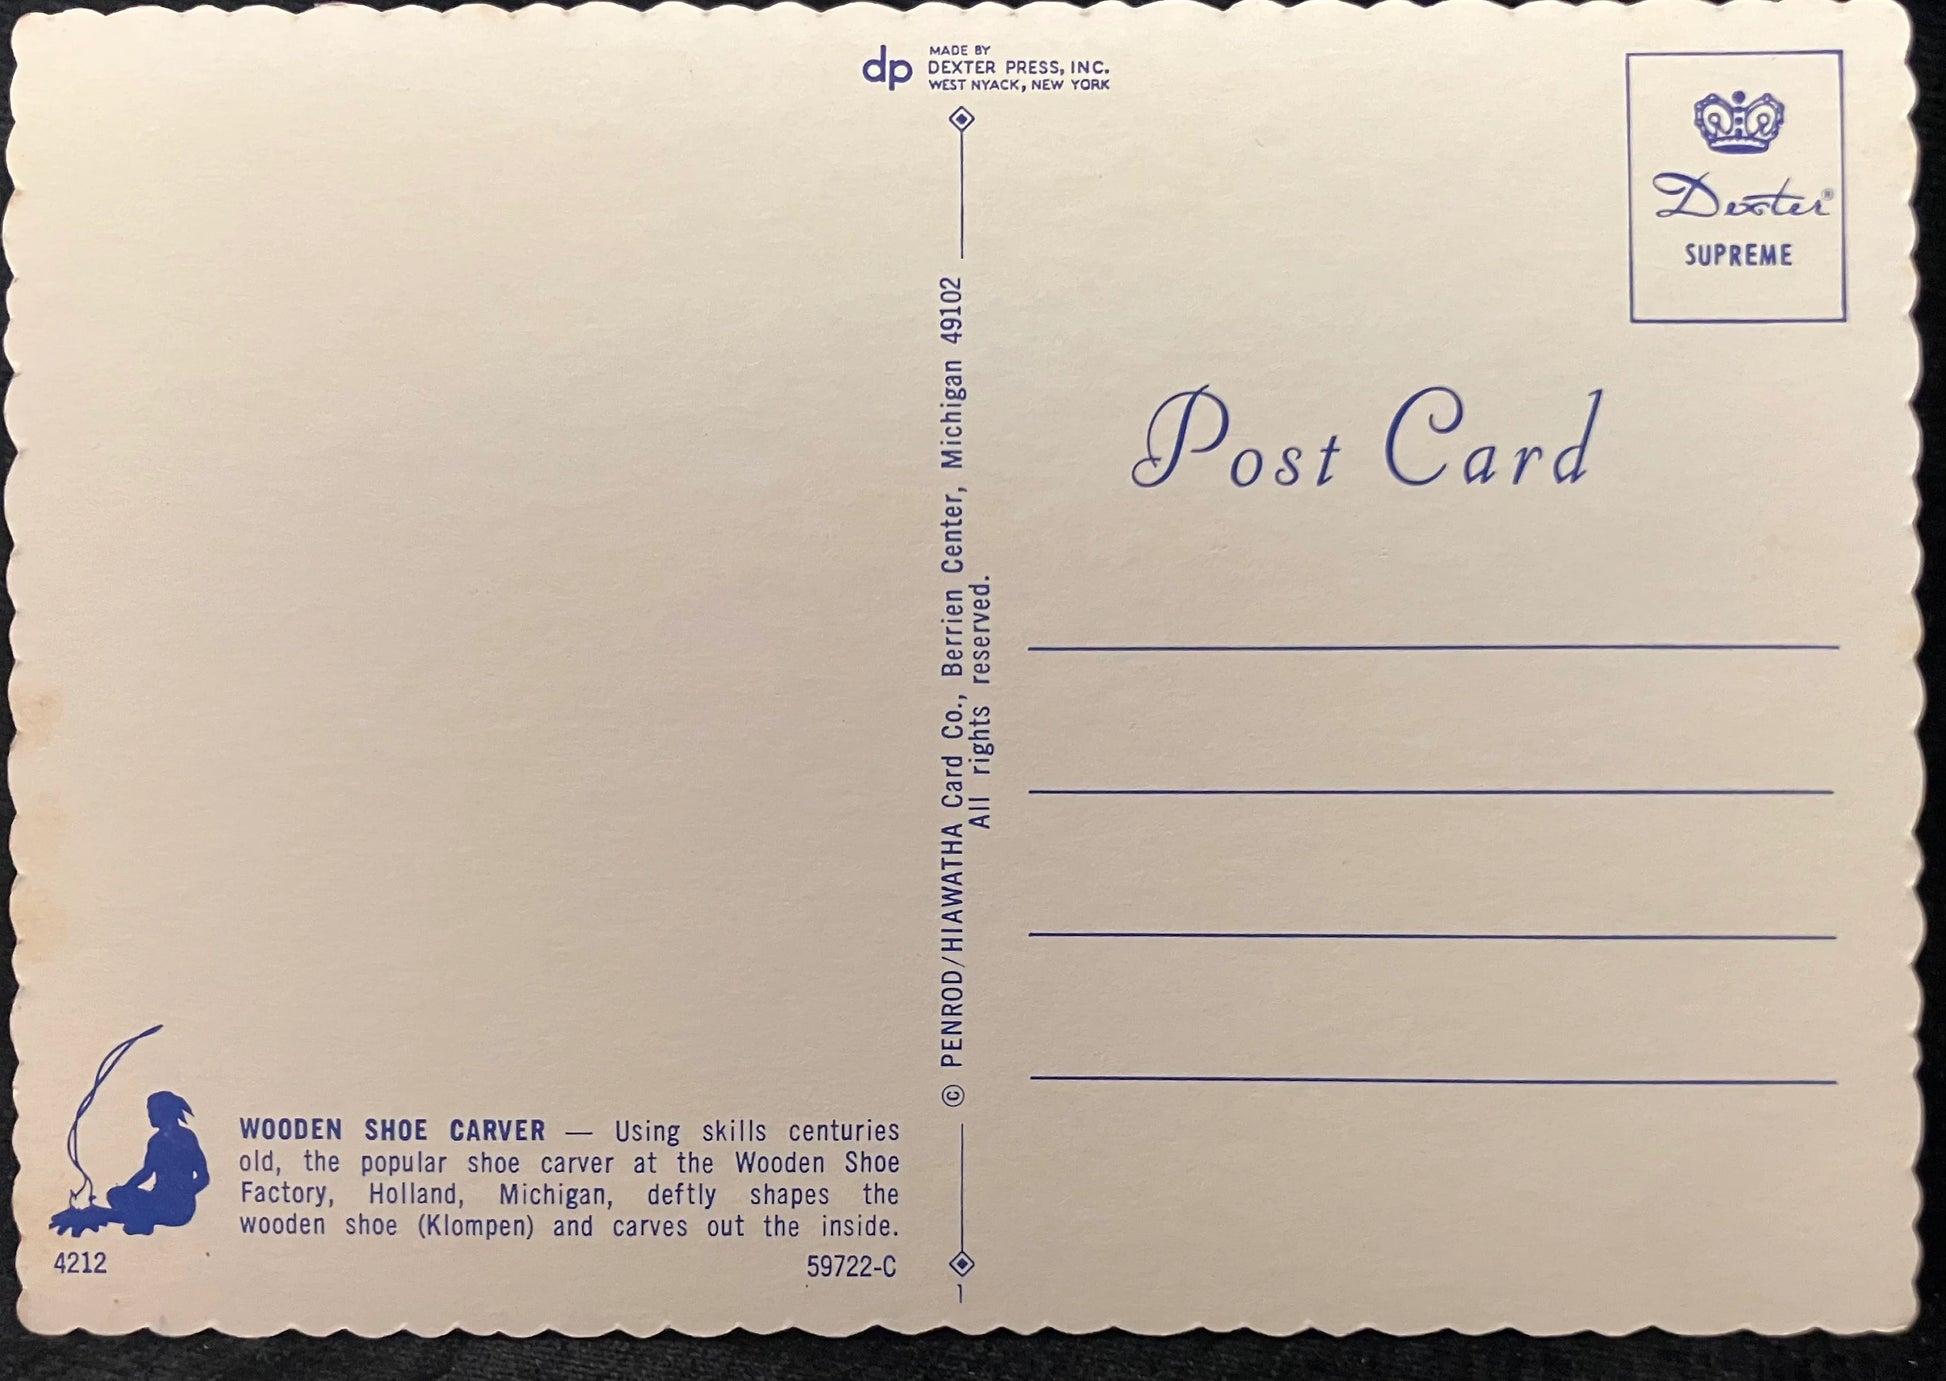 dp
MADE BY
DEXTER PRESS, INC.
WEST NYACK, NEW YORK
Dexter®
SUPREME
Post Card
© PENROD/HIAWATHA Card Co., Berrien Center, Michigan 49102
All rights reserved.
WOODEN SHOE CARVER — Using skills centuries
old, the popular shoe carver at the Wooden Shoe
Factory, Holland, Michigan, deftly shapes the
wooden shoe (Klompen) and carves out the inside.
4212
59722-C
1